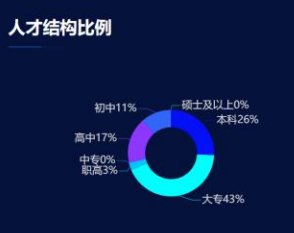 人才结构比例
硕士及以上0%
初中11%
本科26%
高中17%
中专0%
职高3%
大专43%